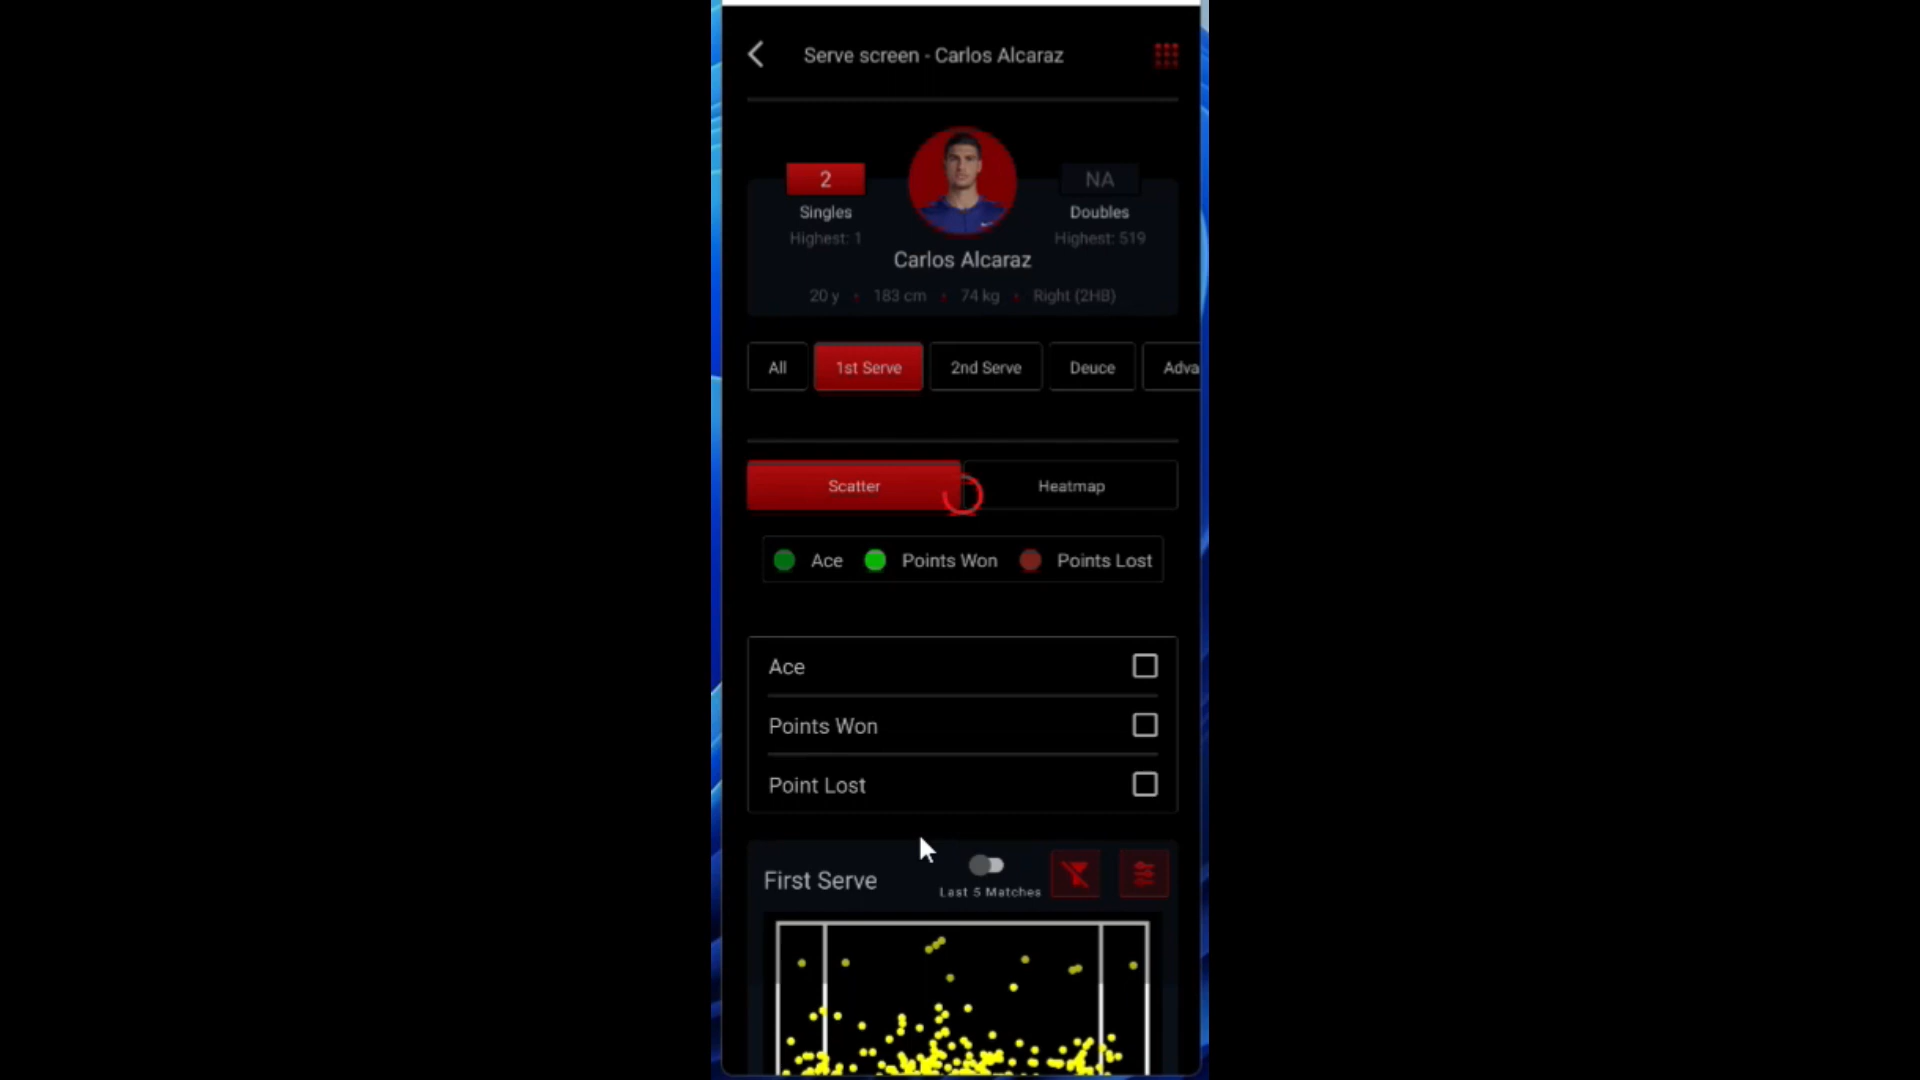 Serve screen - Carlos Alcaraz
2
NA
Singles
Doubles
Highest: 1
Highest: 519
Carlos Alcaraz
20 y • 183 cm • 74 kg • Right (2HB)
All
1st Serve
2nd Serve
Deuce
Adva
Scatter
Heatmap
Ace
Points Won
Points Lost
Ace
Points Won
Point Lost
First Serve
Last 5 Matches